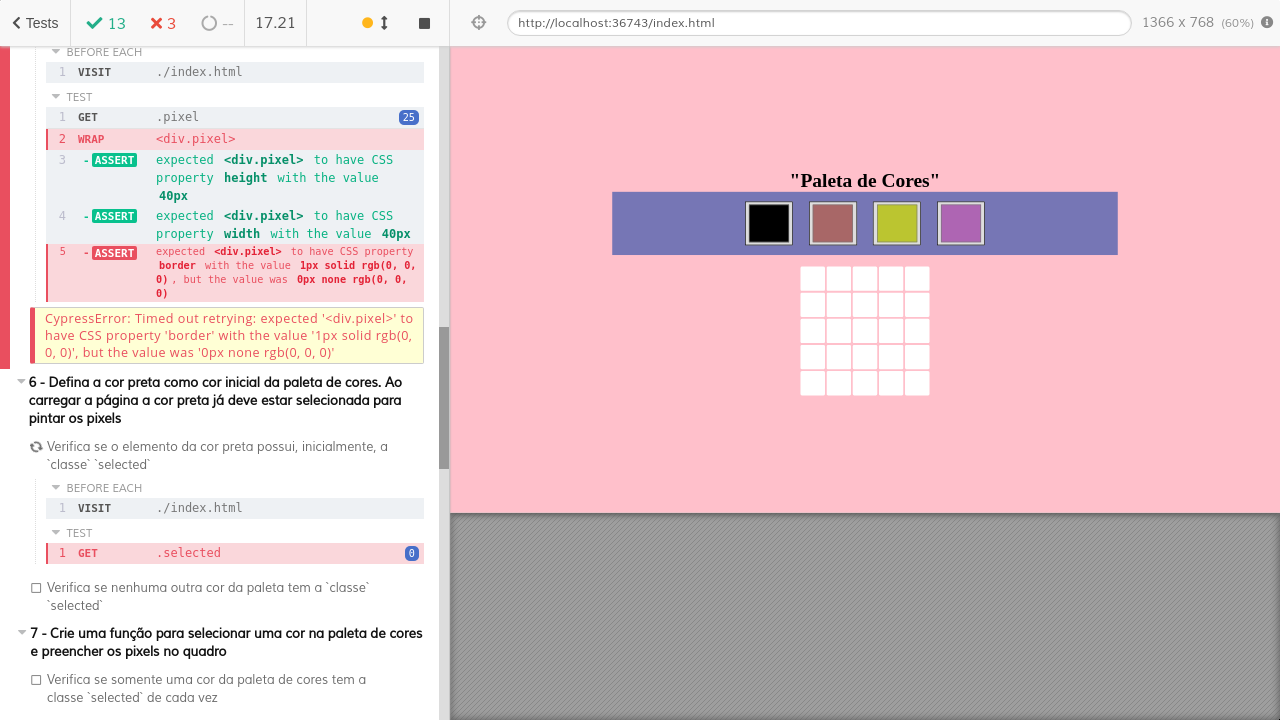 Tests
13
3
--
17.21
http://localhost:36743/index.html
1366 x 768 (60%)
BEFORE EACH
1 VISIT ./index.html
TEST
1 GET .pixel 25
2 WRAP <div.pixel>
3 -ASSERT expected <div.pixel> to have CSS
property height with the value
40px
4 -ASSERT expected <div.pixel> to have CSS
property width with the value 40px
5 -ASSERT expected <div.pixel> to have CSS property
border with the value 1px solid rgb(0, 0,
0) , but the value was 0px none rgb(0, 0,
0)
CypressError: Timed out retrying: expected '<div.pixel>' to
have CSS property 'border' with the value '1px solid rgb(0,
0, 0)', but the value was '0px none rgb(0, 0, 0)'
6 - Defina a cor preta como cor inicial da paleta de cores. Ao
carregar a página a cor preta já deve estar selecionada para
pintar os pixels
Verifica se o elemento da cor preta possui, inicialmente, a
`classe` `selected`
BEFORE EACH
1 VISIT ./index.html
TEST
1 GET .selected 0
Verifica se nenhuma outra cor da paleta tem a `classe`
`selected`
7 - Crie uma função para selecionar uma cor na paleta de cores
e preencher os pixels no quadro
Verifica se somente uma cor da paleta de cores tem a
classe `selected` de cada vez
"Paleta de Cores"